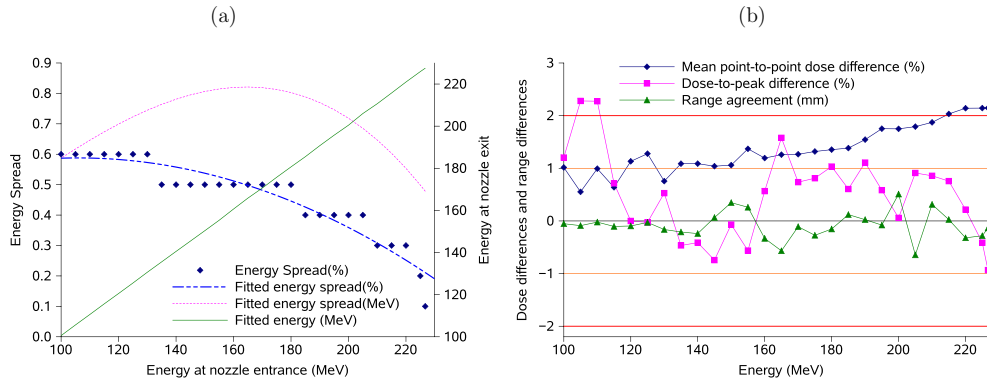 (a)
(b)
0.9
0.8
0.7
0.6
0.5
0.4
0.3
0.2
0.1
0.0
Energy Spread
100 120 140 160 180 200 220
Energy at nozzle entrance (MeV)
220
200
180
160
140
120
100
Energy at nozzle exit
Energy Spread(%)
Fitted energy spread(%)
Fitted energy spread(MeV)
Fitted energy (MeV)
3
2
1
0
−1
−2
Dose differences and range differences
Mean point-to-point dose difference (%)
Dose-to-peak difference (%)
Range agreement (mm)
100 120 140 160 180 200 220
Energy (MeV)